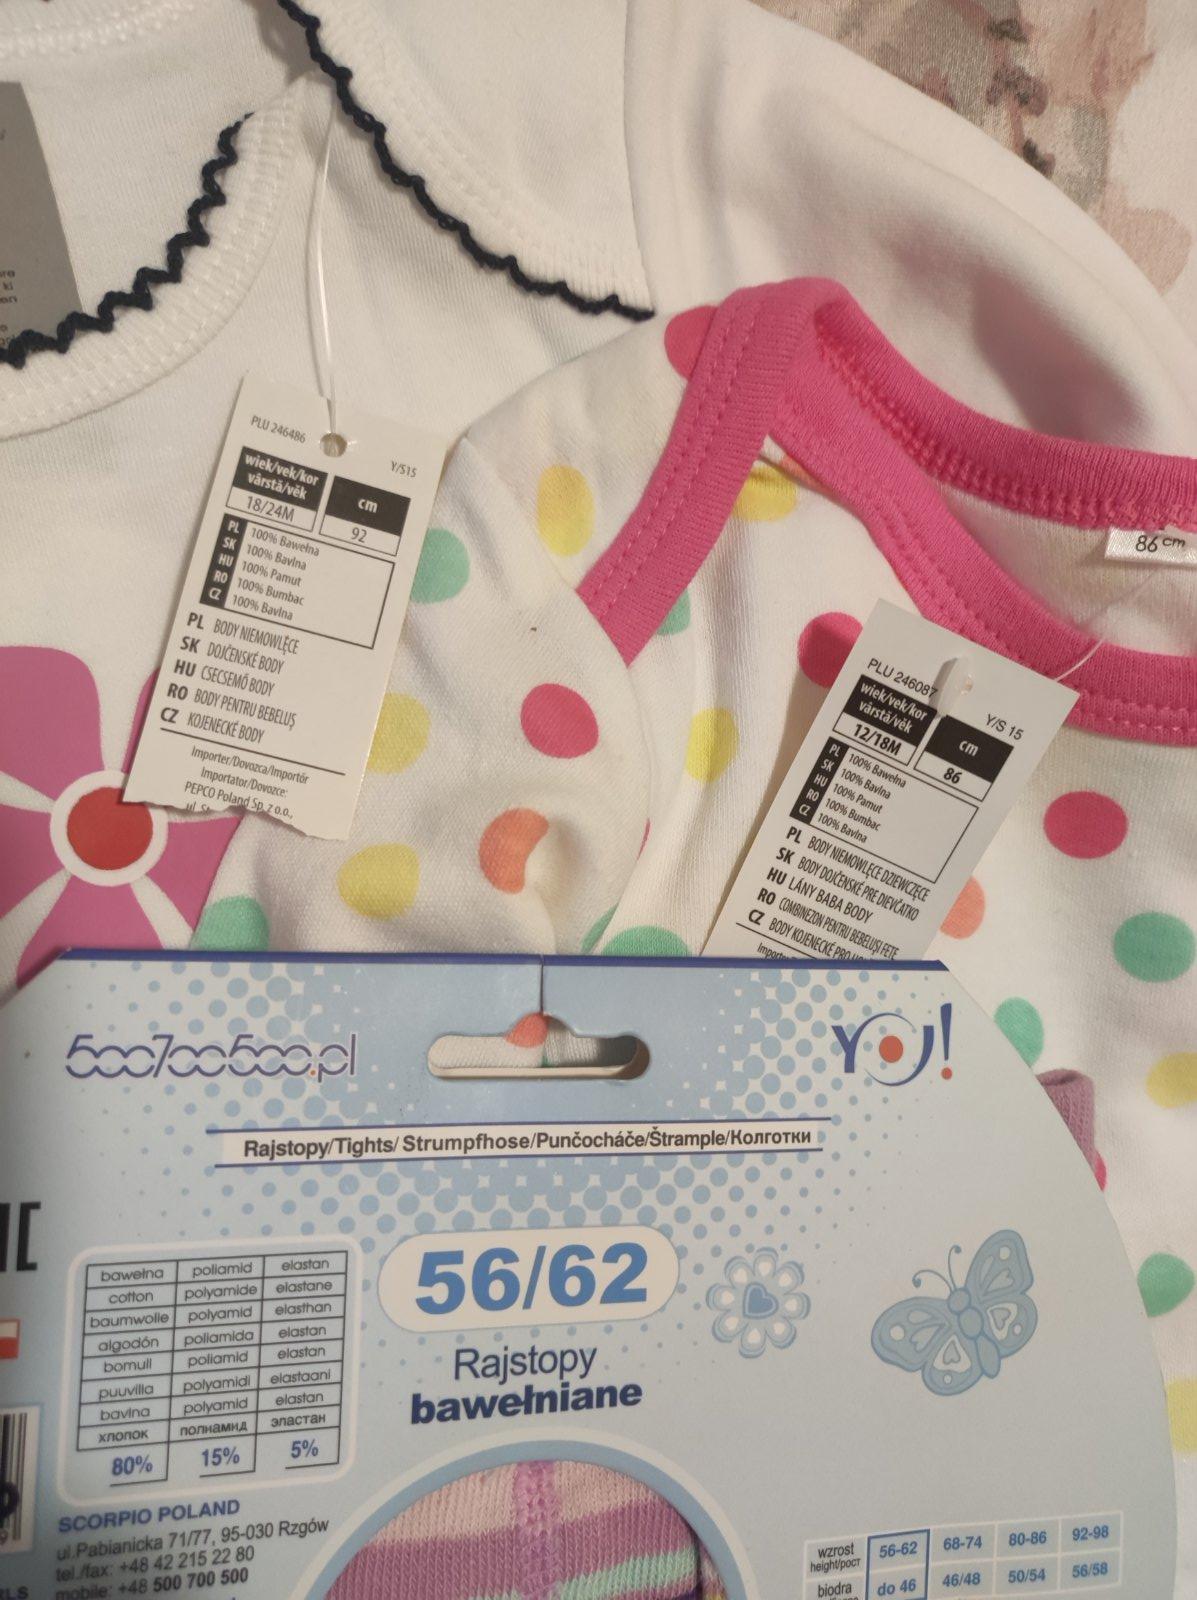 PLU 246486
Y/S15
wiek/vek/kor
vârstă/věk
cm
18/24M
92
PL 100% Bawełna
SK 100% Bavlna
HU 100% Pamut
RO 100% Bumbac
CZ 100% Bavlna
PL BODY NIEMOWLĘCE
SK DOJČENSKÉ BODY
HU CSECSEMŐ BODY
RO BODY PENTRU BEBELUȘ
CZ KOJENECKÉ BODY
Importer/Dovozca/Importőr
Importator/Dovozce:
PEPCO Poland Sp. z o.o.,
86 cm
PLU 246087
Y/S 15
wiek/vek/kor
vârstă/věk
cm
12/18M
86
PL 100% Bawełna
SK 100% Bavlna
HU 100% Pamut
RO 100% Bumbac
CZ 100% Bavlna
PL BODY NIEMOWLĘCE DZIEWCZĘCE
SK BODY DOJČENSKÉ PRE DIEVČATKO
HU LÁNY BABA BODY
RO COMBINEZON PENTRU BEBELUȘI FETE
CZ BODY KOJENECKÉ
500700500.pl
YO!
Rajstopy/Tights/ Strumpfhose/Punčocháče/Štrample/Колготки
56/62
Rajstopy
bawełniane
bawełna poliamid elastan
cotton polyamide elastane
baumwolle polyamid elasthan
algodón poliamida elastan
bomull poliamid elastan
puuvilla polyamidi elastaani
bavlna polyamid elastan
хлопок полиамид эластан
80% 15% 5%
SCORPIO POLAND
ul.Pabianicka 71/77, 95-030 Rzgów
tel./fax: +48 42 215 22 80
mobile: +48 500 700 500
wzrost
height/рост
56-62 68-74 80-86 92-98
biodra
do 46 46/48 50/54 56/58